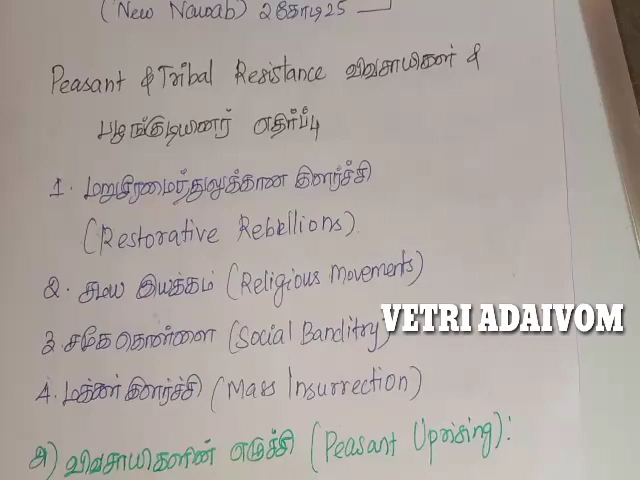 (New Nawab) உகோடி25
Peasant & Tribal Resistance விவசாயிகள் &
பழங்குடியினர் எதிர்ப்பு
1. மறுசீரமைத்தலுக்கான கிளர்ச்சி
(Restorative Rebellions)
2. சமய இயக்கம் (Religious Movements)
3. சமூக கொள்ளை (Social Banditry)
VETRI ADAIVOM
4. மக்கள் கிளர்ச்சி (Mass Insurrection)
அ) விவசாயிகளின் எழுச்சி (Peasant Uprising):